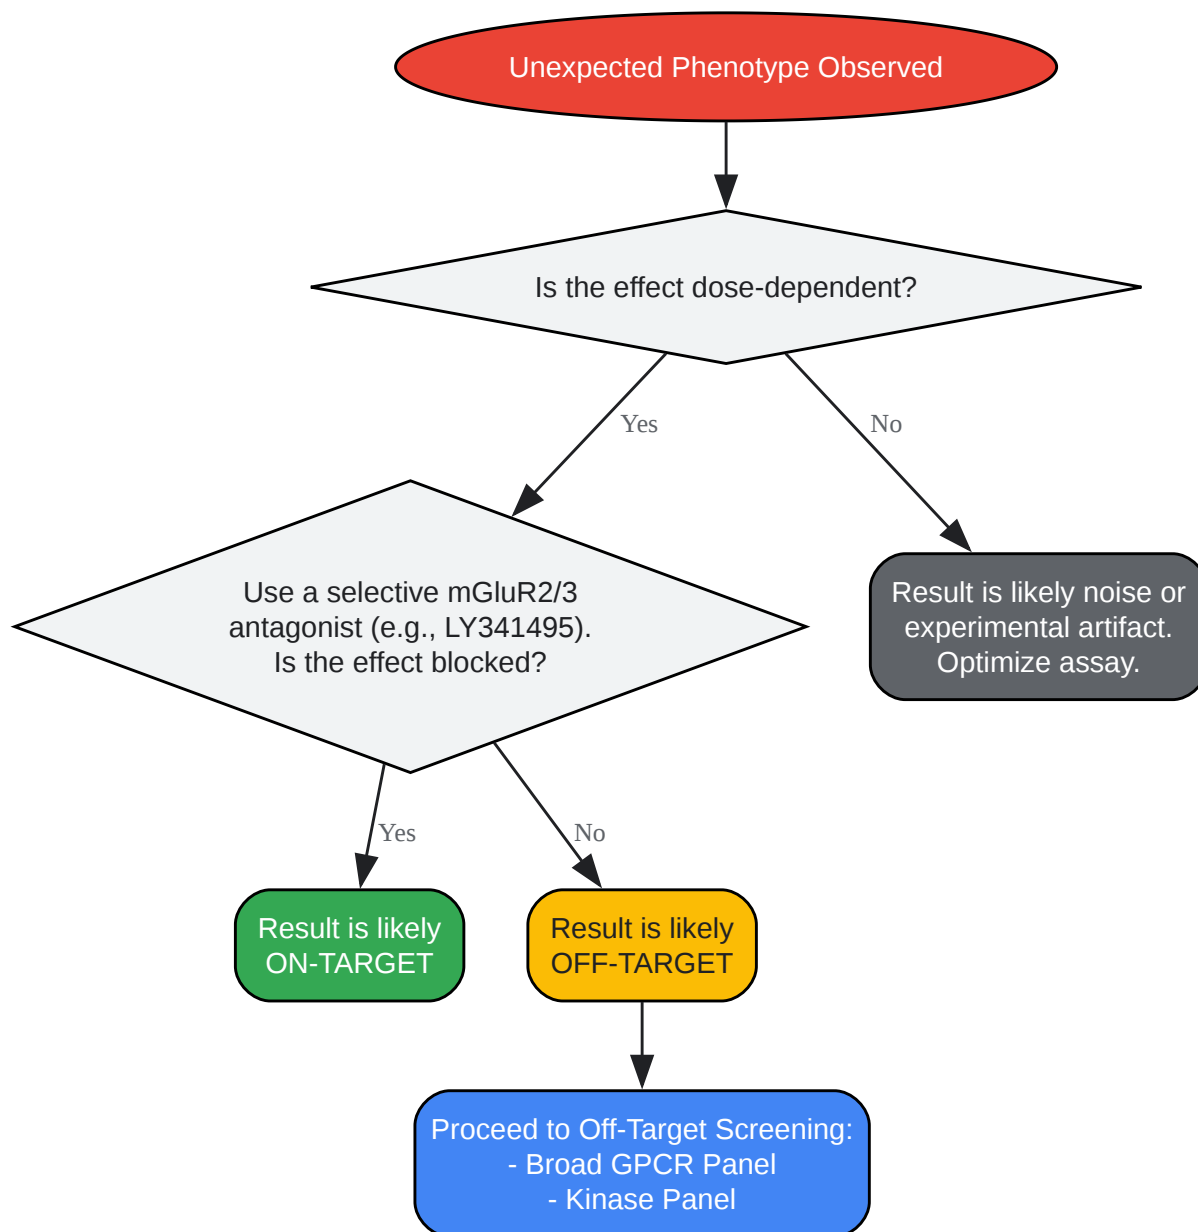 Unexpected Phenotype Observed
Is the effect dose-dependent?
Yes
No
Use a selective mGluR2/3
antagonist (e.g., LY341495).
Is the effect blocked?
Result is likely noise or
experimental artifact.
Optimize assay.
Yes
No
Result is likely
ON-TARGET
Result is likely
OFF-TARGET
Proceed to Off-Target Screening:
- Broad GPCR Panel
- Kinase Panel